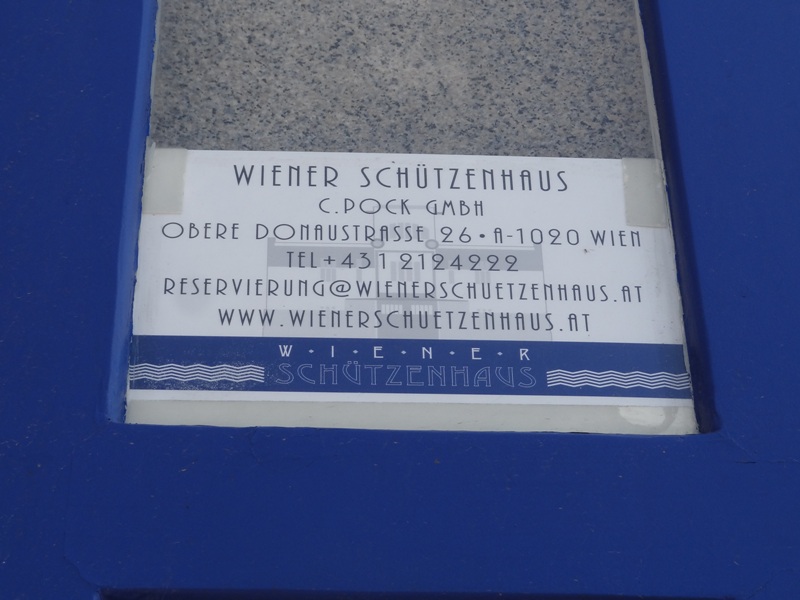 WIENER SCHÜTZENHAUS
C.POCK GMBH
OBERE DONAUSTRASSE 26 • A-1020 WIEN
TEL+431 2124222
RESERVIERUNG@WIENERSCHUETZENHAUS.AT
WWW.WIENERSCHUETZENHAUS.AT
W·I·E·N·E·R
SCHÜTZENHAUS